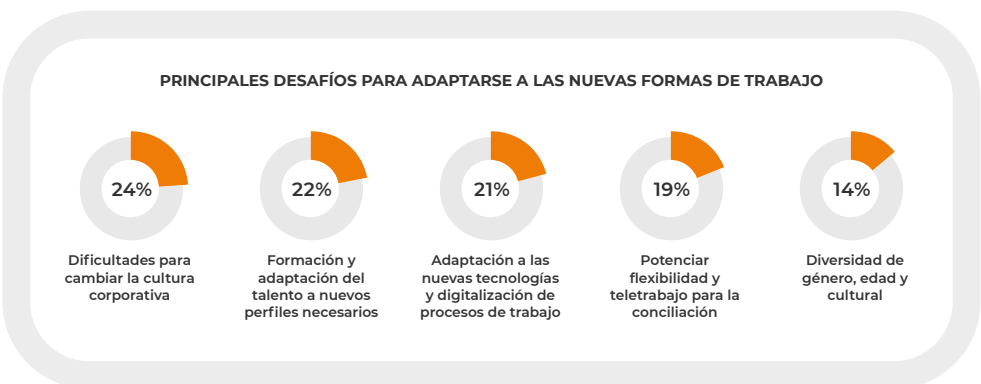 PRINCIPALES DESAFÍOS PARA ADAPTARSE A LAS NUEVAS FORMAS DE TRABAJO
24%
Dificultades para
cambiar la cultura
corporativa
22%
Formación y
adaptación del
talento a nuevos
perfiles necesarios
21%
Adaptación a las
nuevas tecnologías
y digitalización de
procesos de trabajo
19%
Potenciar
flexibilidad y
teletrabajo para la
conciliación
14%
Diversidad de
género, edad y
cultural